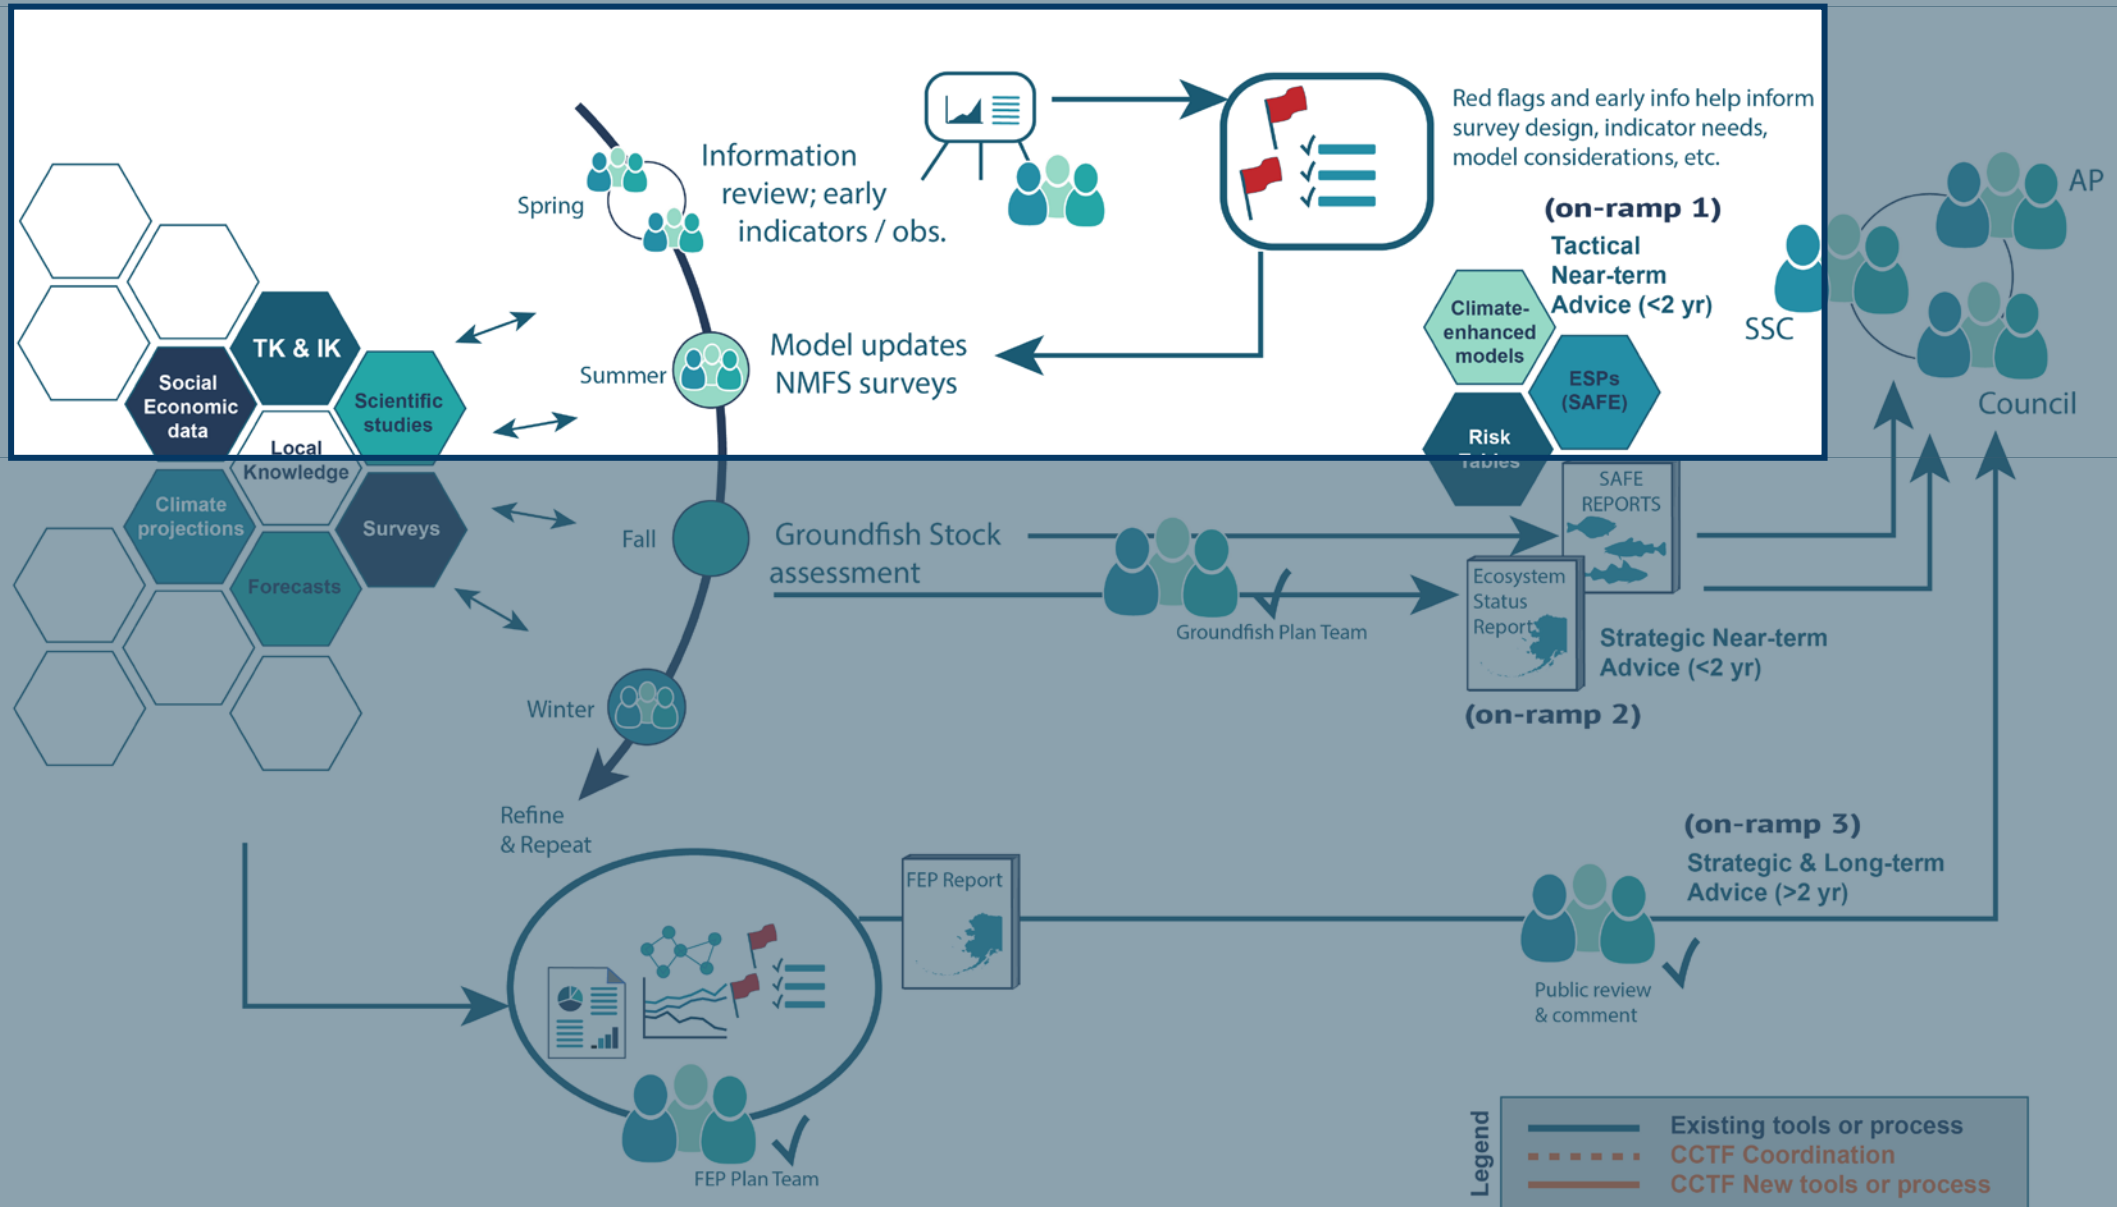 Red flags and early info help inform
survey design, indicator needs,
model considerations, etc.
(on-ramp 1)
Tactical
Near-term
Advice (<2 yr)
Information
review; early
indicators / obs.
Spring
AP
SSC
Council
TK & IK
Social
Economic
data
Scientific
studies
Local
Knowledge
Climate
projections
Surveys
Forecasts
Summer
Model updates
NMFS surveys
Climate-
enhanced
models
ESPs
(SAFE)
Risk
Tables
Fall
Groundfish Stock
assessment
Groundfish Plan Team
SAFE
REPORTS
Ecosystem
Status
Report
Strategic Near-term
Advice (<2 yr)
(on-ramp 2)
Winter
Refine
& Repeat
(on-ramp 3)
Strategic & Long-term
Advice (>2 yr)
FEP Report
Public review
& comment
FEP Plan Team
Legend
Existing tools or process
CCTF Coordination
CCTF New tools or process